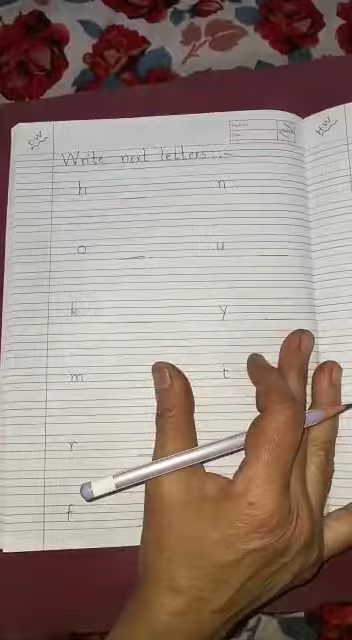 CW
HW
Write next letters:-
h n
o u
k y
m t
r
f